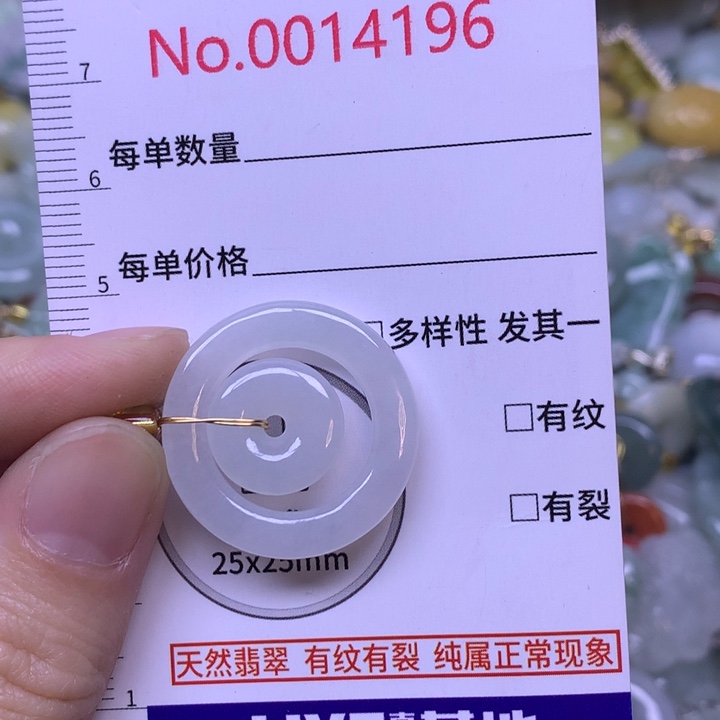 No.0014196
7
每单数量
6
每单价格
5
多样性 发其一
□有纹
□有裂
25x25mm
天然翡翠 有纹有裂 纯属正常现象
1